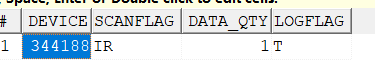 , Space, Enter or Double click to edit cells.
# DEVICE SCANFLAG DATA_QTY LOGFLAG
1 344188 IR 1 T